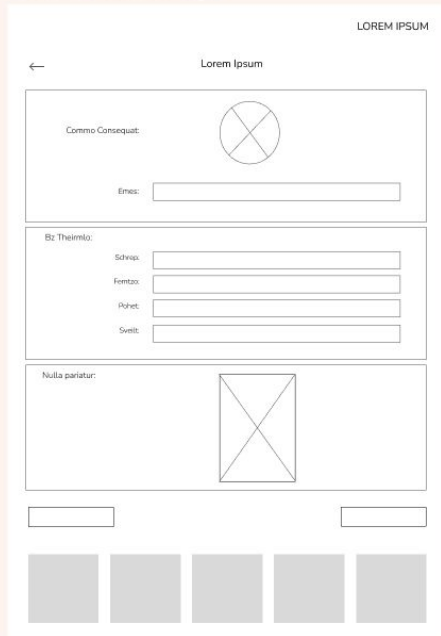 LOREM IPSUM
Lorem Ipsum
Commo Consequat:
Emes:
Bz Theirmlo:
Schrep:
Femtzo:
Pohet:
Sveilt:
Nulla pariatur: